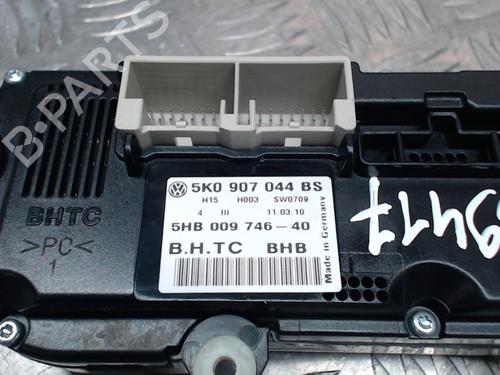 B-PARTS
BHTC
>PC<
1
5K0 907 044 BS
H15 H003 SW0709
4 III 11.03.10
5HB 009 746-40
B.H.TC BHB
Made in Germany
9417